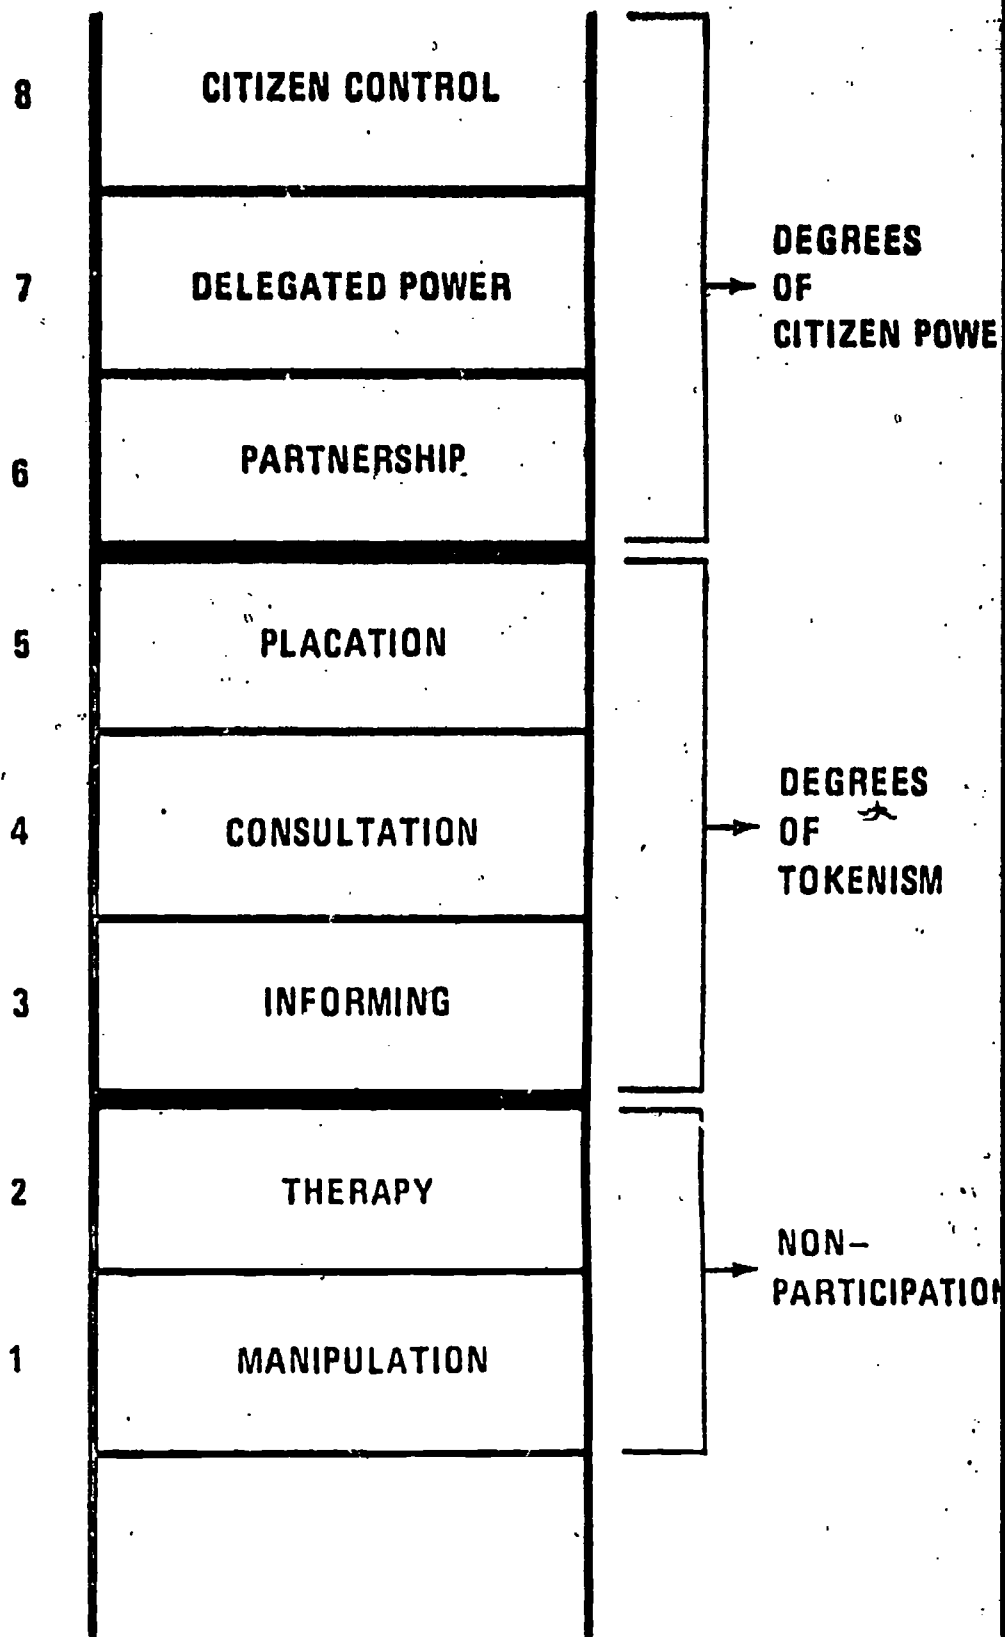 8 CITIZEN CONTROL
7 DELEGATED POWER
DEGREES
OF
CITIZEN POWE
6 PARTNERSHIP
5 PLACATION
4 CONSULTATION
DEGREES
OF
TOKENISM
3 INFORMING
2 THERAPY
NON-
PARTICIPATION
1 MANIPULATION